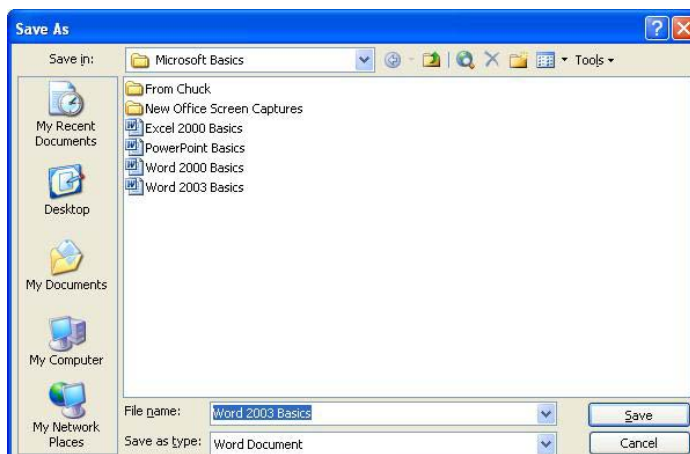 Save As
Save in:
Microsoft Basics
Tools
My Recent
Documents
Desktop
My Documents
My Computer
My Network
Places
From Chuck
New Office Screen Captures
Excel 2000 Basics
PowerPoint Basics
Word 2000 Basics
Word 2003 Basics
File name:
Word 2003 Basics
Save
Save as type:
Word Document
Cancel